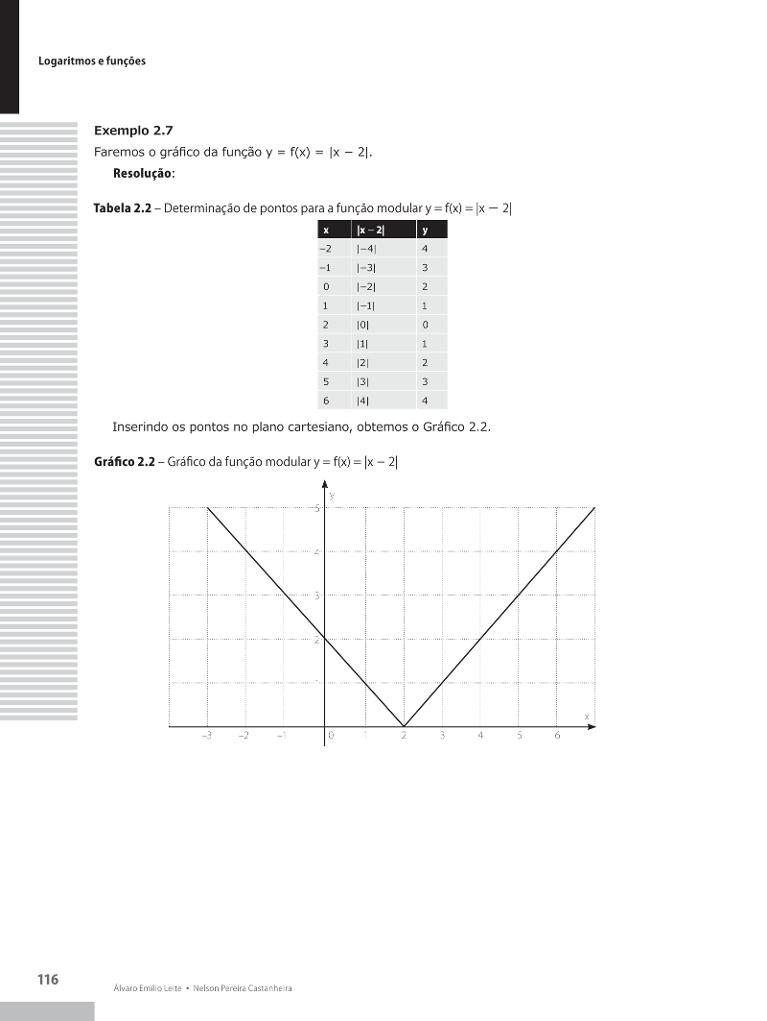 Logaritmos e funções
Exemplo 2.7
Faremos o gráfico da função y = f(x) = |x − 2|.
Resolução:
Tabela 2.2 – Determinação de pontos para a função modular y = f(x) = |x − 2|
x |x − 2| y
−2 |−4| 4
−1 |−3| 3
0 |−2| 2
1 |−1| 1
2 |0| 0
3 |1| 1
4 |2| 2
5 |3| 3
6 |4| 4
Inserindo os pontos no plano cartesiano, obtemos o Gráfico 2.2.
Gráfico 2.2 – Gráfico da função modular y = f(x) = |x − 2|
y
5
4
3
2
x
–3 –2 –1 0 1 2 3 4 5 6
116
Álvaro Emílio Leite • Nelson Pereira Castanheira